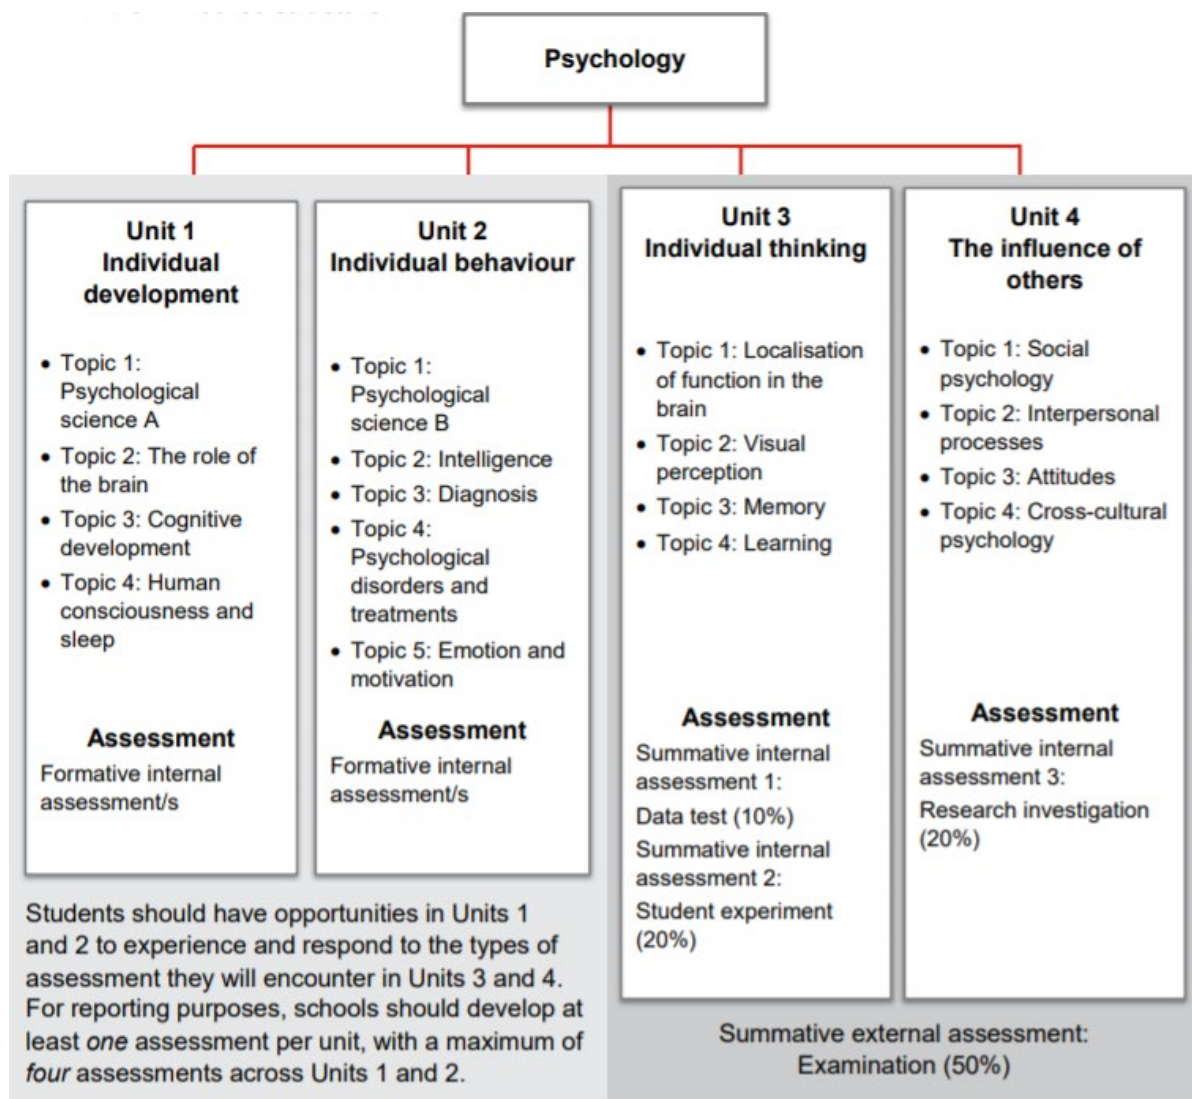 Psychology
Unit 1
Individual
development
• Topic 1:
Psychological
science A
• Topic 2: The role of
the brain
• Topic 3: Cognitive
development
• Topic 4: Human
consciousness and
sleep
Assessment
Formative internal
assessment/s
Unit 2
Individual behaviour
• Topic 1:
Psychological
science B
• Topic 2: Intelligence
• Topic 3: Diagnosis
• Topic 4:
Psychological
disorders and
treatments
• Topic 5: Emotion and
motivation
Assessment
Formative internal
assessment/s
Students should have opportunities in Units 1
and 2 to experience and respond to the types of
assessment they will encounter in Units 3 and 4.
For reporting purposes, schools should develop at
least one assessment per unit, with a maximum of
four assessments across Units 1 and 2.
Unit 3
Individual thinking
• Topic 1: Localisation
of function in the
brain
• Topic 2: Visual
perception
• Topic 3: Memory
• Topic 4: Learning
Assessment
Summative internal
assessment 1:
Data test (10%)
Summative internal
assessment 2:
Student experiment
(20%)
Unit 4
The influence of
others
• Topic 1: Social
psychology
• Topic 2: Interpersonal
processes
• Topic 3: Attitudes
• Topic 4: Cross-cultural
psychology
Assessment
Summative internal
assessment 3:
Research investigation
(20%)
Summative external assessment:
Examination (50%)